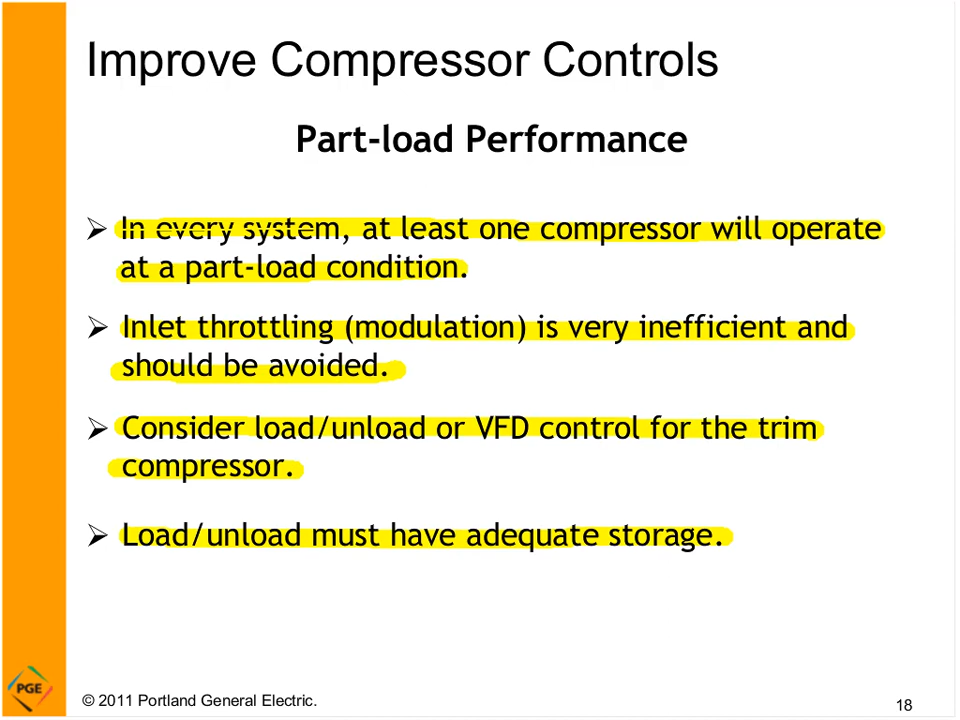 Improve Compressor Controls
Part-load Performance
➢ In every system, at least one compressor will operate
at a part-load condition.
➢ Inlet throttling (modulation) is very inefficient and
should be avoided.
➢ Consider load/unload or VFD control for the trim
compressor.
➢ Load/unload must have adequate storage.
PGE
© 2011 Portland General Electric.
18